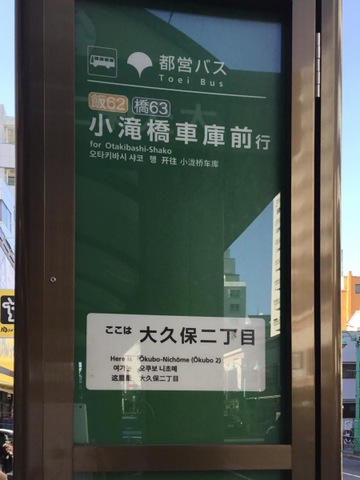 都営バス
Toei Bus
飯62 橋63
小滝橋車庫前行
for Otakibashi-Shako
오타키바시 샤코 행 开往 小泷桥车库
ここは 大久保二丁目
Here is Ōkubo-Nichōme (Ōkubo 2)
여기는 오쿠보 니초메
这里是 大久保二丁目